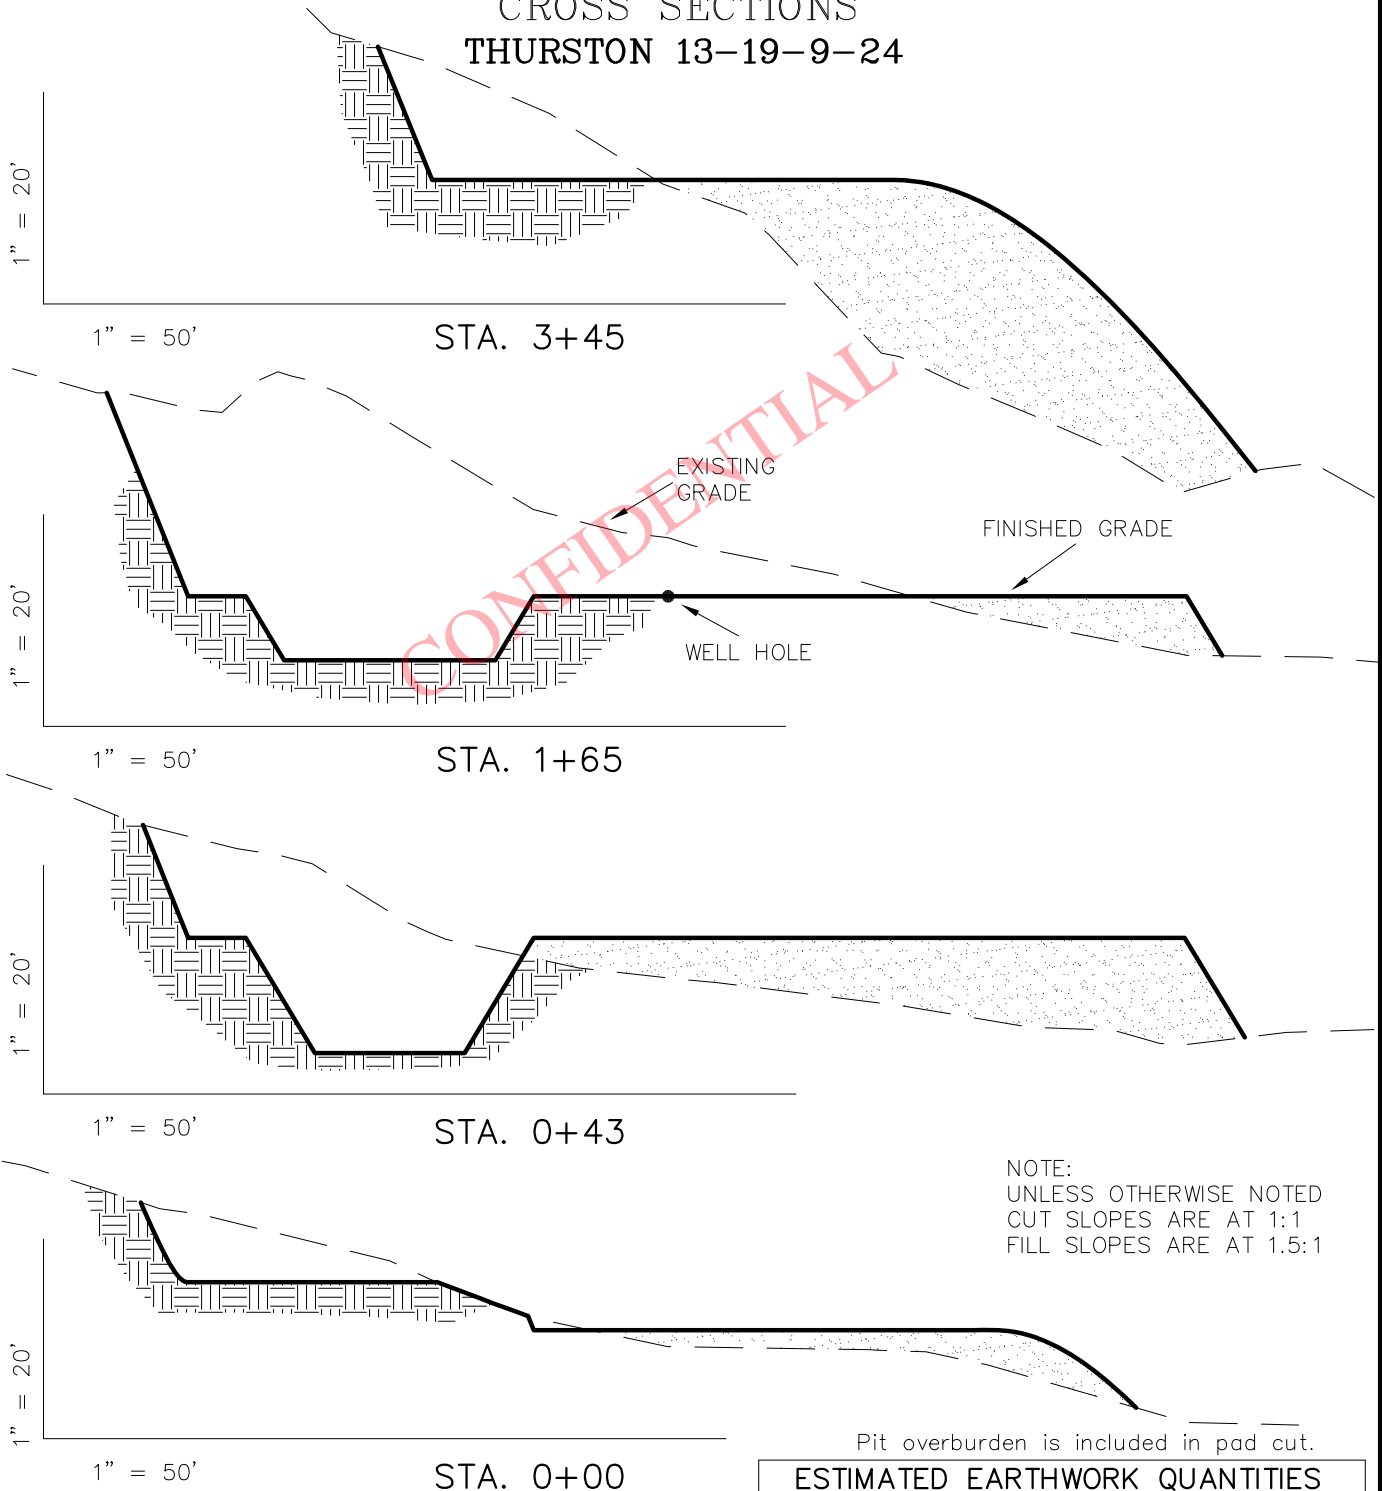 CROSS SECTIONS
THURSTON 13-19-9-24
1" = 20'
1" = 50'
STA. 3+45
CONFIDENTIAL
EXISTING
GRADE
FINISHED GRADE
WELL HOLE
1" = 20'
1" = 50'
STA. 1+65
1" = 20'
1" = 50'
STA. 0+43
NOTE:
UNLESS OTHERWISE NOTED
CUT SLOPES ARE AT 1:1
FILL SLOPES ARE AT 1.5:1
1" = 20'
1" = 50'
STA. 0+00
Pit overburden is included in pad cut.
ESTIMATED EARTHWORK QUANTITIES